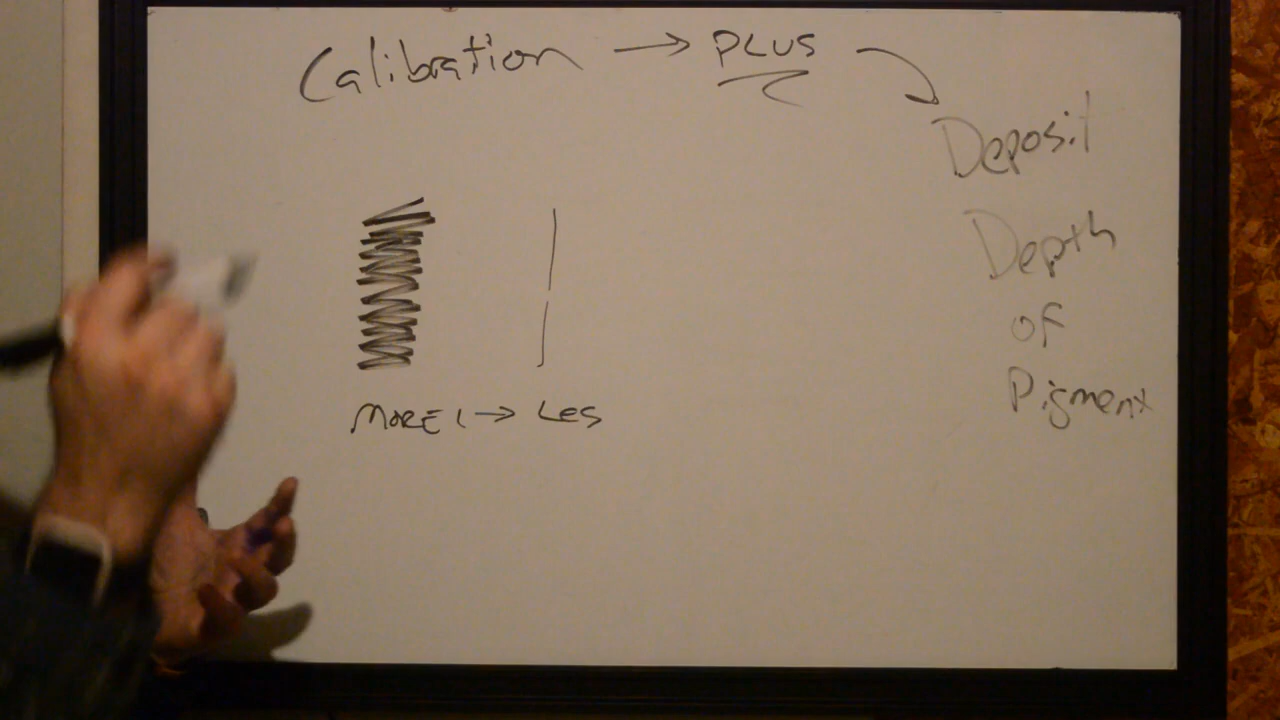 Calibration → PLUS
Deposit
Depth
of
Pigment
MORE ← → LES